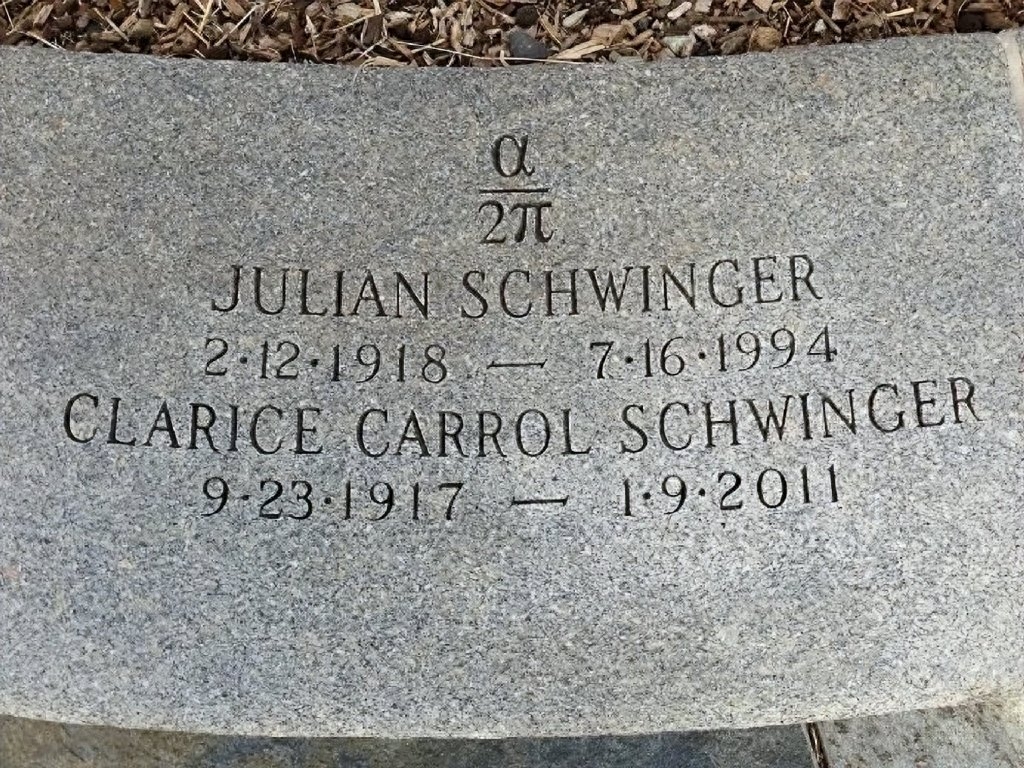 α
2π
JULIAN SCHWINGER
2·12·1918 — 7·16·1994
CLARICE CARROL SCHWINGER
9·23·1917 — 1·9·2011